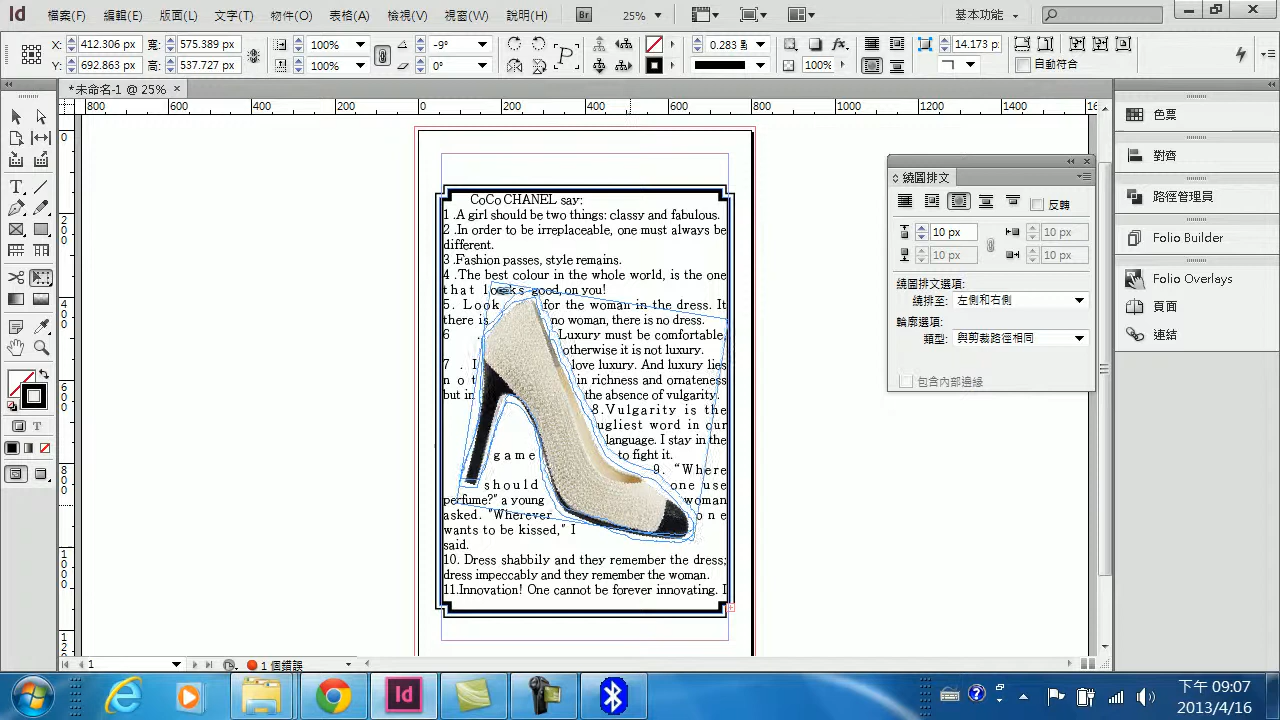 檔案(F) 編輯(E) 版面(L) 文字(T) 物件(O) 表格(A) 檢視(V) 視窗(W) 說明(H) Br 25% 基本功能
X: 412.306 px 寬: 575.389 px 100% -9° 0.283 14.173 p
Y: 692.863 px 高: 537.727 px 100% 0° 100% 自動符合
*未命名-1 @ 25% ×
800 600 400 200 0 200 400 600 800 1000 1200 1400
CoCo CHANEL say:
1 .A girl should be two things: classy and fabulous.
2 .In order to be irreplaceable, one must always be
different.
3 .Fashion passes, style remains.
4 .The best colour in the whole world, is the one
that looks good on you!
5. Look for the woman in the dress. It
there is no woman, there is no dress.
6 . Luxury must be comfortable,
otherwise it is not luxury.
7 . I love luxury. And luxury lies
not in richness and ornateness
but in the absence of vulgarity.
8.Vulgarity is the
ugliest word in our
language. I stay in the
game to fight it.
9. “Where
should one use
perfume?" a young woman
asked. "Wherever one
wants to be kissed," I
said.
10. Dress shabbily and they remember the dress;
dress impeccably and they remember the woman.
11.Innovation! One cannot be forever innovating. I
繞圖排文
反轉
10 px 10 px
10 px 10 px
繞圖排文選項:
繞排至: 左側和右側
輪廓選項:
類型: 與剪裁路徑相同
包含內部邊緣
色票
對齊
路徑管理員
Folio Builder
Folio Overlays
頁面
連結
1 1 個錯誤
Id
下午 09:07
2013/4/16